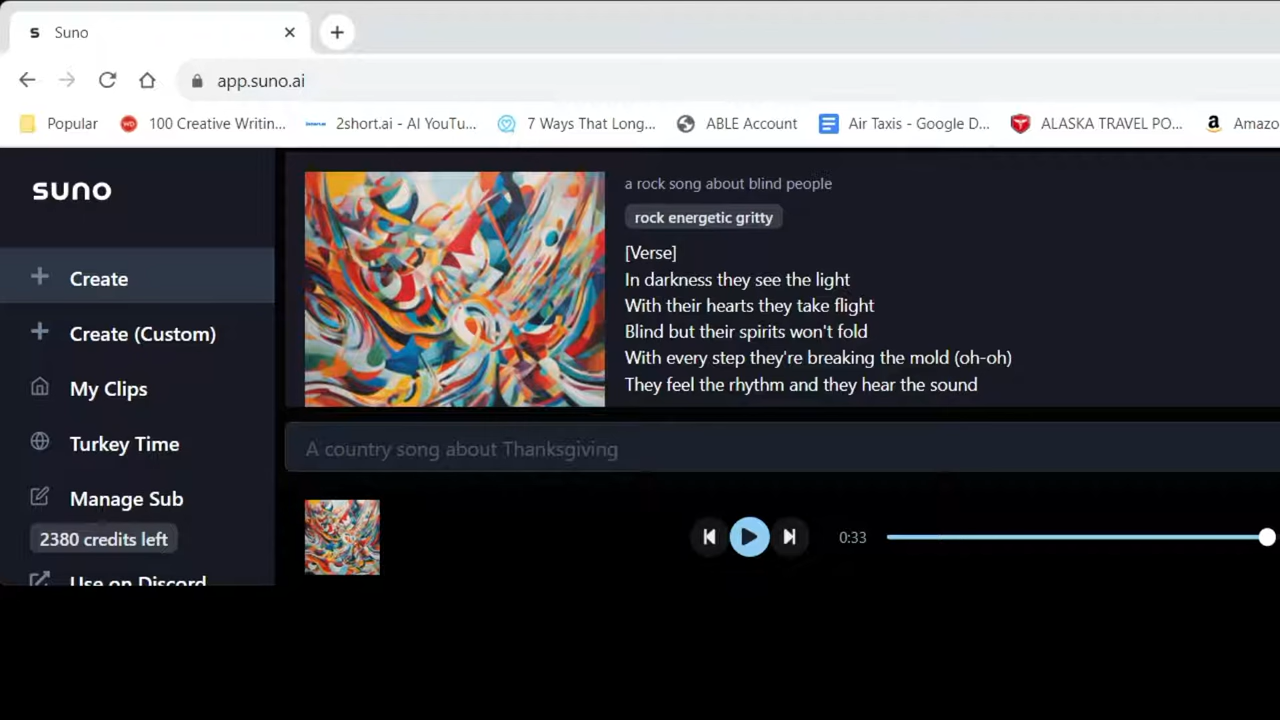 S Suno
app.suno.ai
Popular 100 Creative Writin... 2short.ai - AI YouTu... 7 Ways That Long... ABLE Account Air Taxis - Google D... ALASKA TRAVEL PO... a Amazo
SUNO
Create
Create (Custom)
My Clips
Turkey Time
Manage Sub
2380 credits left
Use on Discord
a rock song about blind people
rock energetic gritty
[Verse]
In darkness they see the light
With their hearts they take flight
Blind but their spirits won't fold
With every step they're breaking the mold (oh-oh)
They feel the rhythm and they hear the sound
A country song about Thanksgiving
0:33